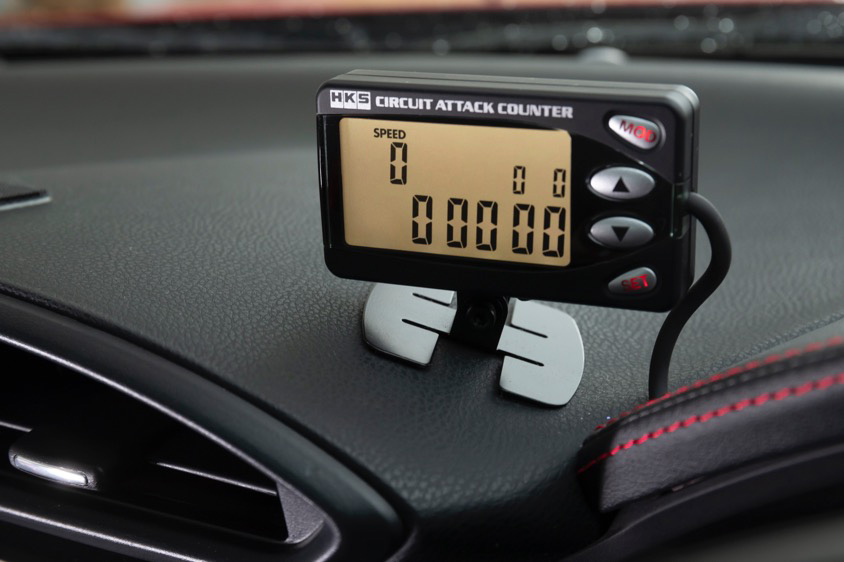 HKS CIRCUIT ATTACK COUNTER
MODE
SPEED
0
0 0
▲
00000
▼
SET